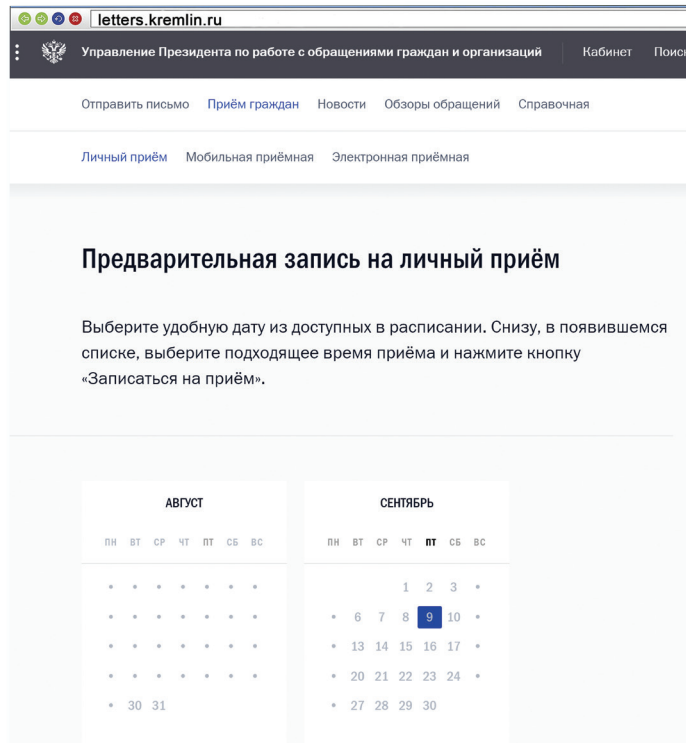 letters.kremlin.ru
Управление Президента по работе с обращениями граждан и организаций Кабинет Поиск
Отправить письмо Приём граждан Новости Обзоры обращений Справочная
Личный приём Мобильная приёмная Электронная приёмная
Предварительная запись на личный приём
Выберите удобную дату из доступных в расписании. Снизу, в появившемся
списке, выберите подходящее время приёма и нажмите кнопку
«Записаться на приём».
АВГУСТ
ПН ВТ СР ЧТ ПТ СБ ВС
30 31
СЕНТЯБРЬ
ПН ВТ СР ЧТ ПТ СБ ВС
1 2 3
6 7 8 9 10
13 14 15 16 17
20 21 22 23 24
27 28 29 30